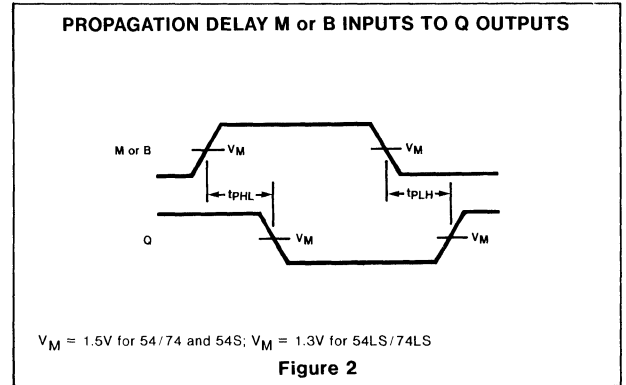 PROPAGATION DELAY M or B INPUTS TO Q OUTPUTS
M or B
VM
VM
tPHL
tPLH
Q
VM
VM
VM = 1.5V for 54/74 and 54S; VM = 1.3V for 54LS/74LS
Figure 2